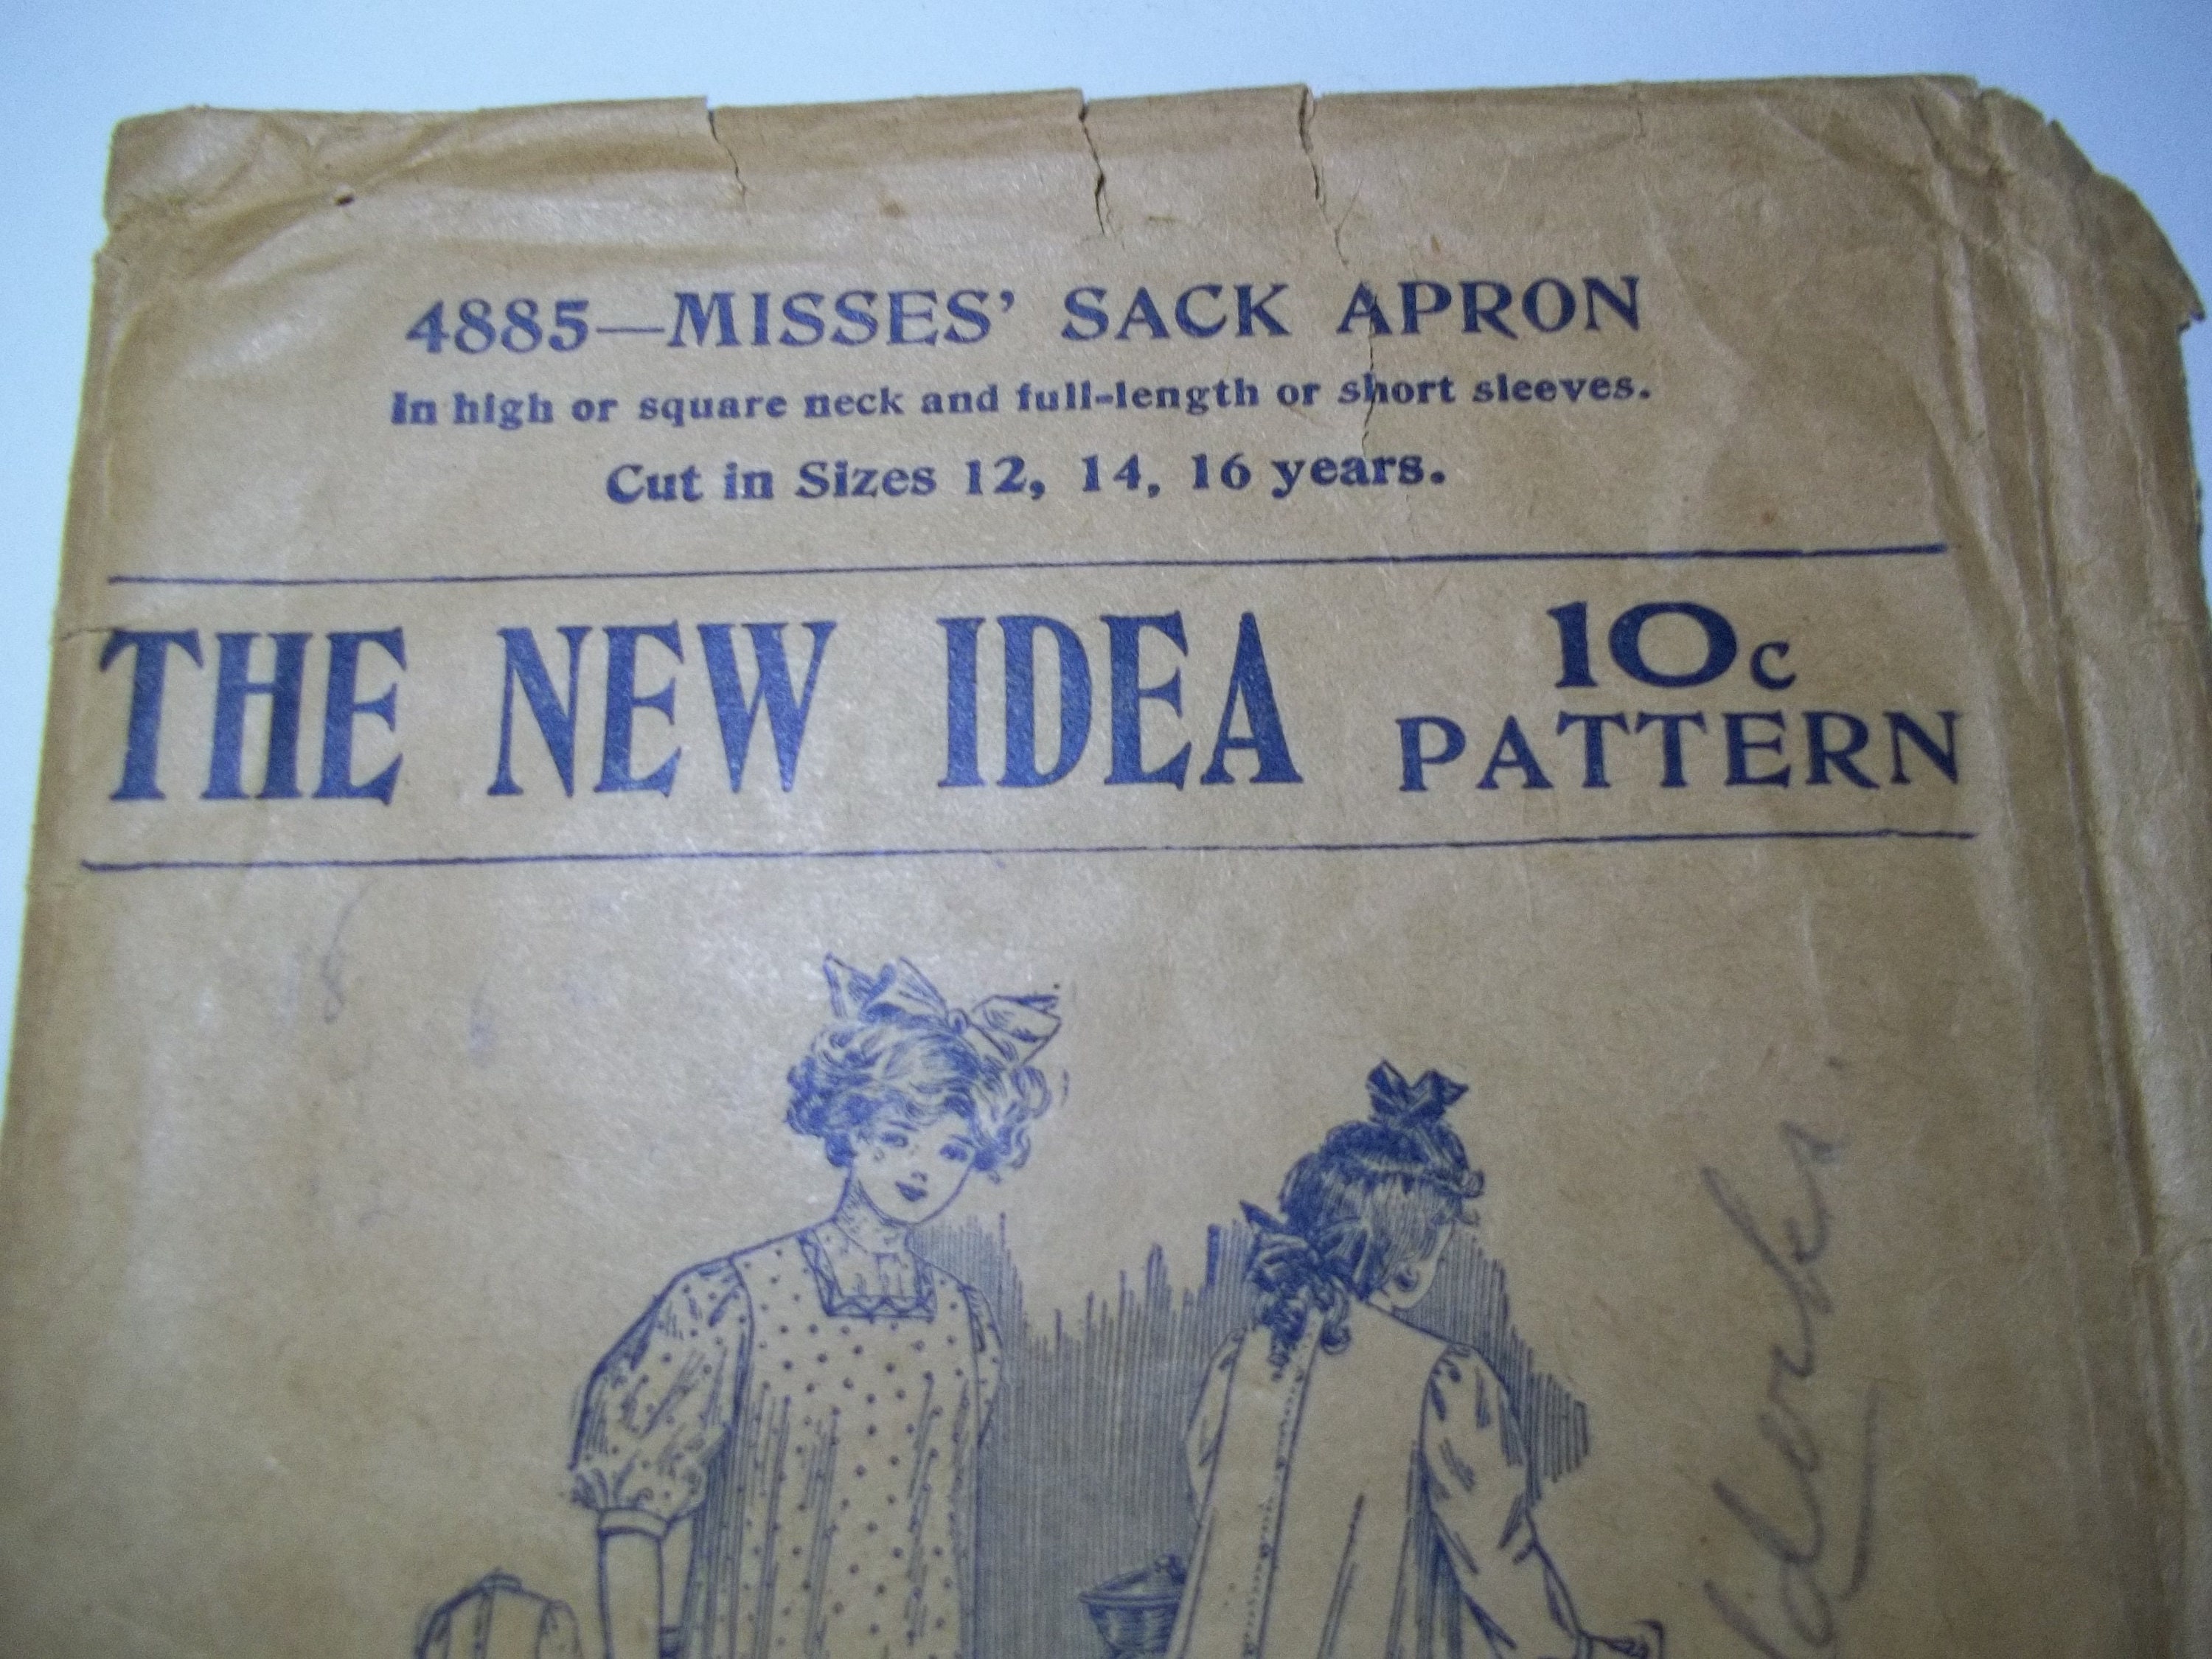 4885—MISSES' SACK APRON
In high or square neck and full-length or short sleeves.
Cut in Sizes 12, 14, 16 years.
THE NEW IDEA 10c PATTERN